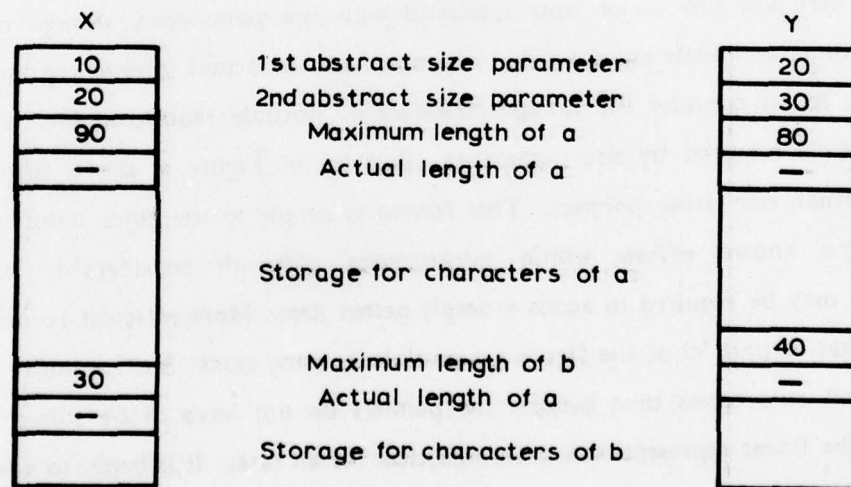 X Y
10 1st abstract size parameter 20
20 2nd abstract size parameter 30
90 Maximum length of a 80
— Actual length of a —
Storage for characters of a
Maximum length of b 40
30 Actual length of a —
—
Storage for characters of b